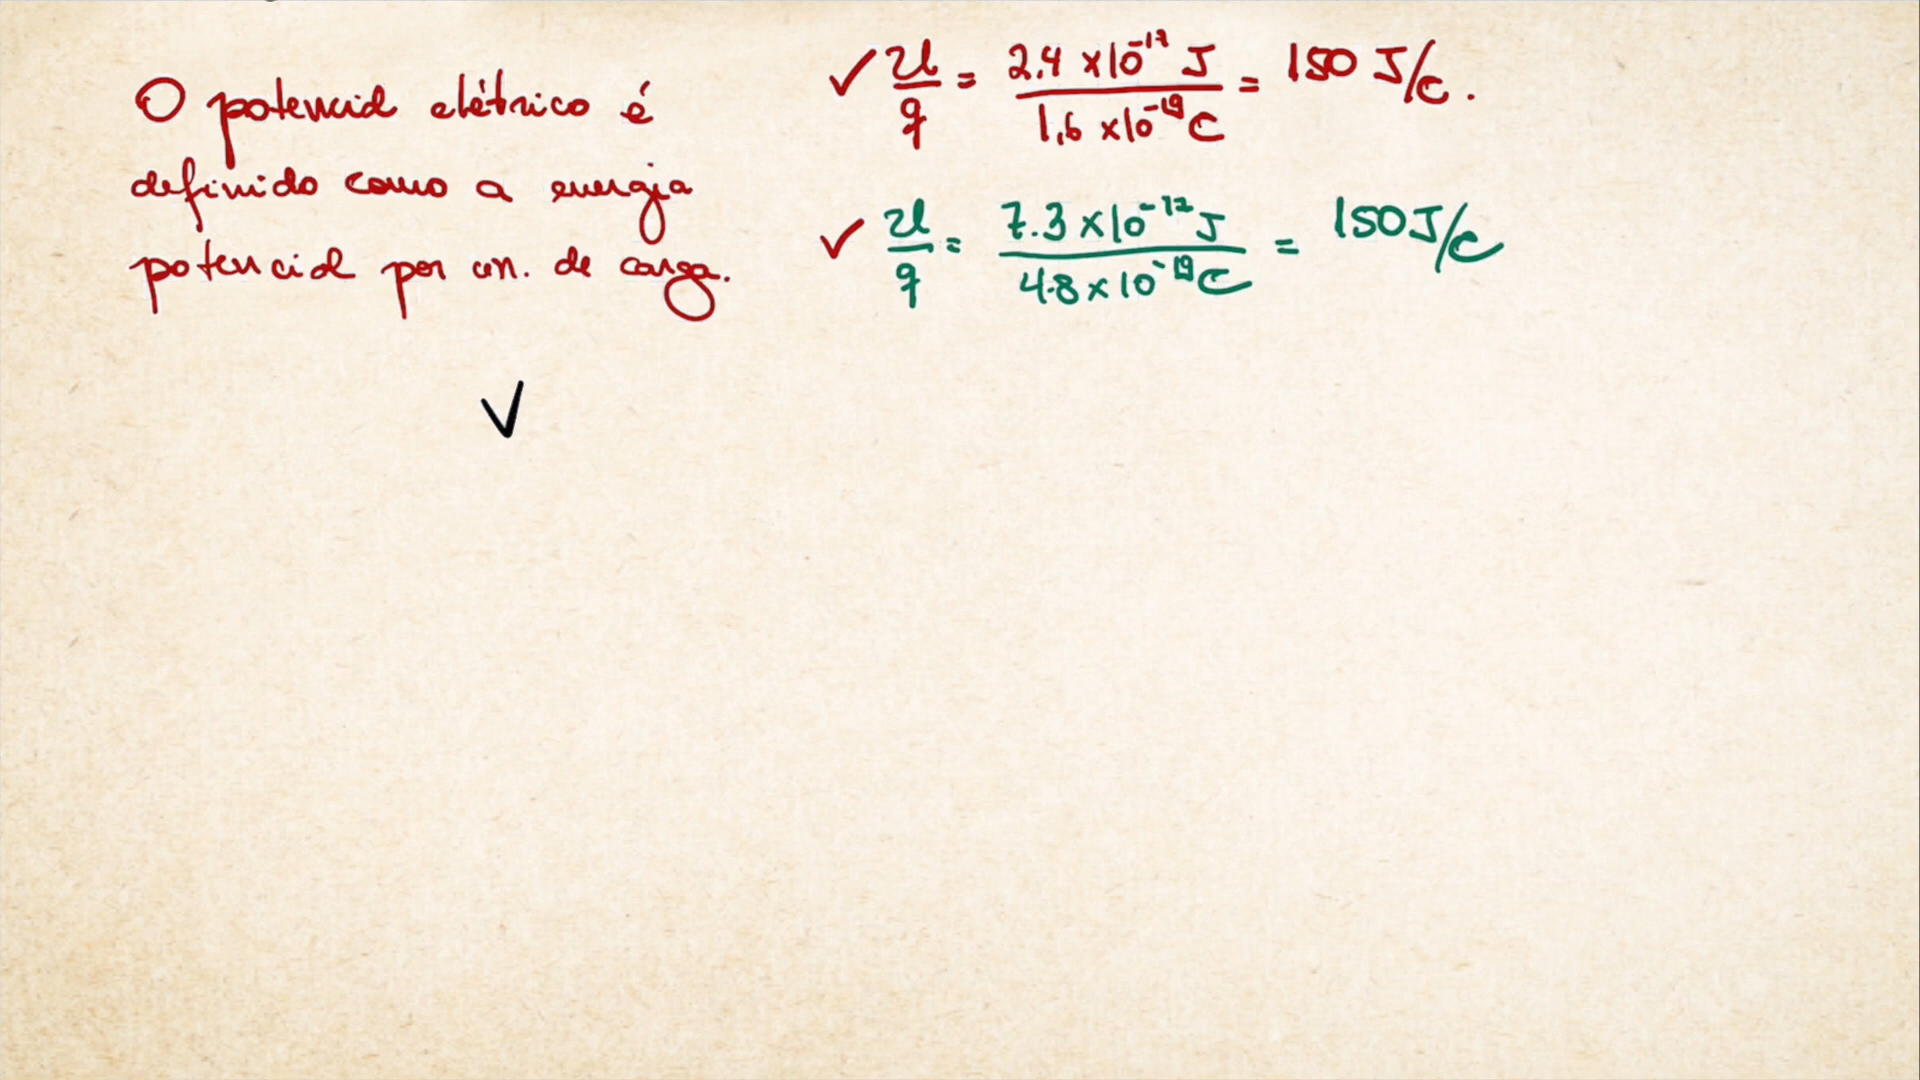 O potencial elétrico é
definido como a energia
potencial por un. de carga.
✓ U/q = 2.4 ×10^-17 J / 1,6 ×10^-19 C = 150 J/C.
✓ U/q = 7.3 ×10^-17 J / 4.8 ×10^-19 C = 150 J/C
V